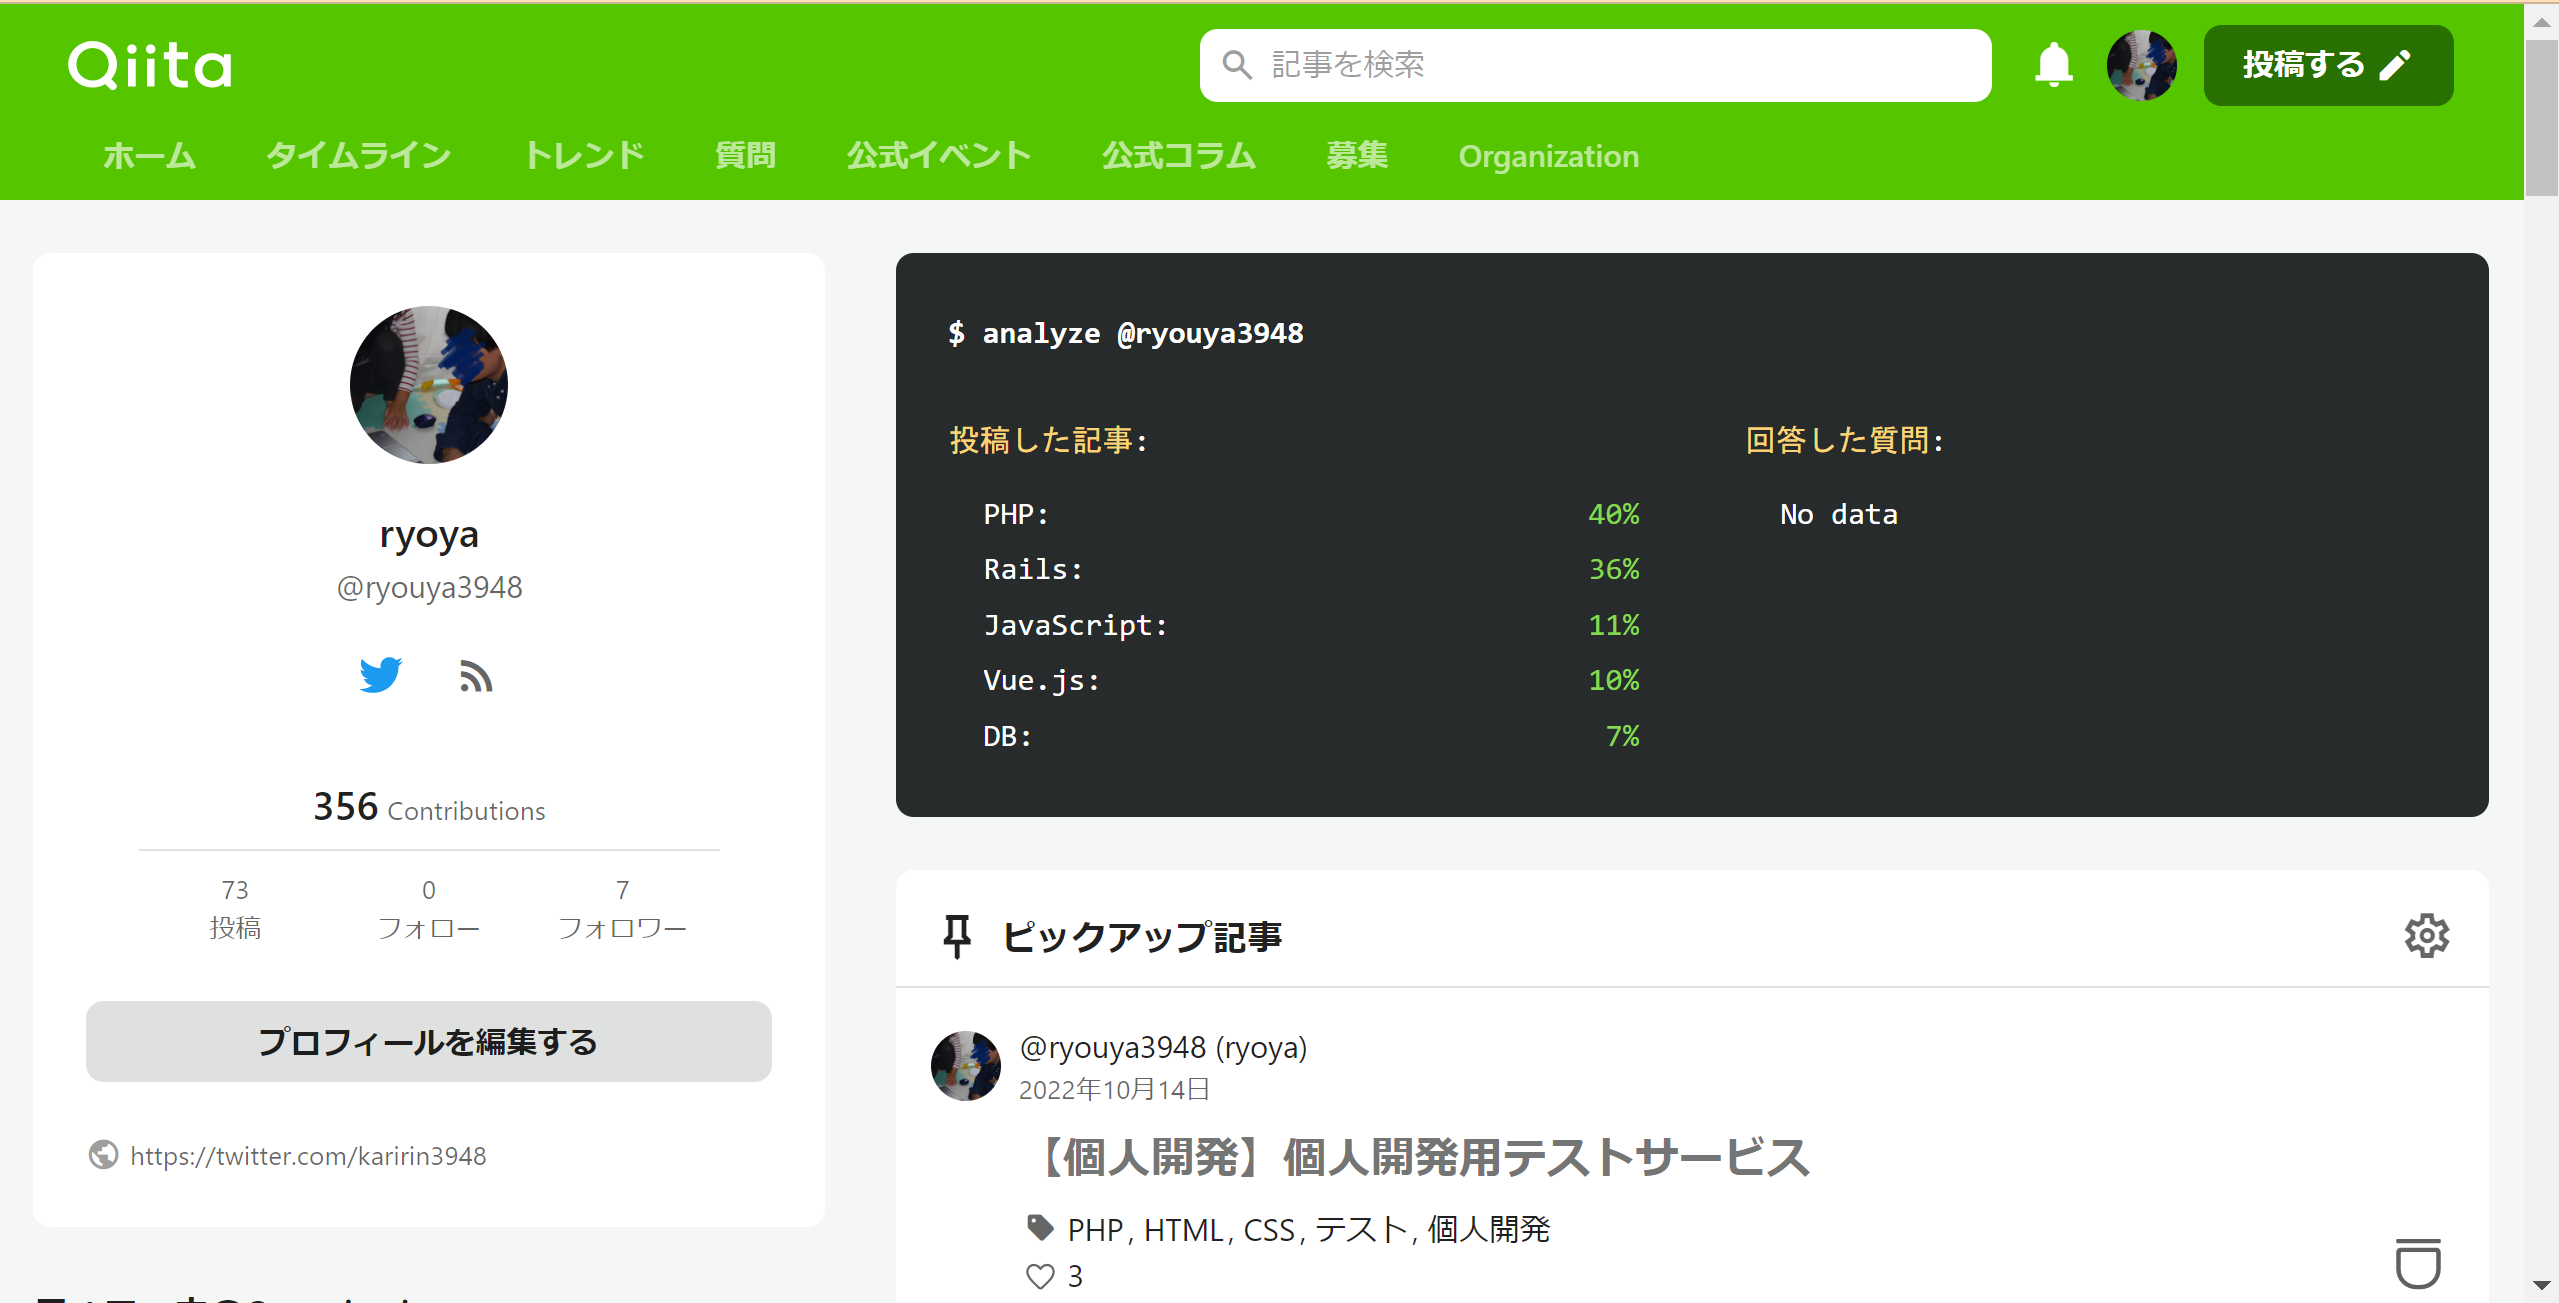 Qiita
記事を検索
投稿する
ホーム タイムライン トレンド 質問 公式イベント 公式コラム 募集 Organization
ryoya
@ryouya3948
356 Contributions
73 0 7
投稿 フォロー フォロワー
プロフィールを編集する
https://twitter.com/karirin3948
$ analyze @ryouya3948
投稿した記事: 回答した質問:
PHP: 40% No data
Rails: 36%
JavaScript: 11%
Vue.js: 10%
DB: 7%
ピックアップ記事
@ryouya3948 (ryoya)
2022年10月14日
【個人開発】個人開発用テストサービス
PHP, HTML, CSS, テスト, 個人開発
3